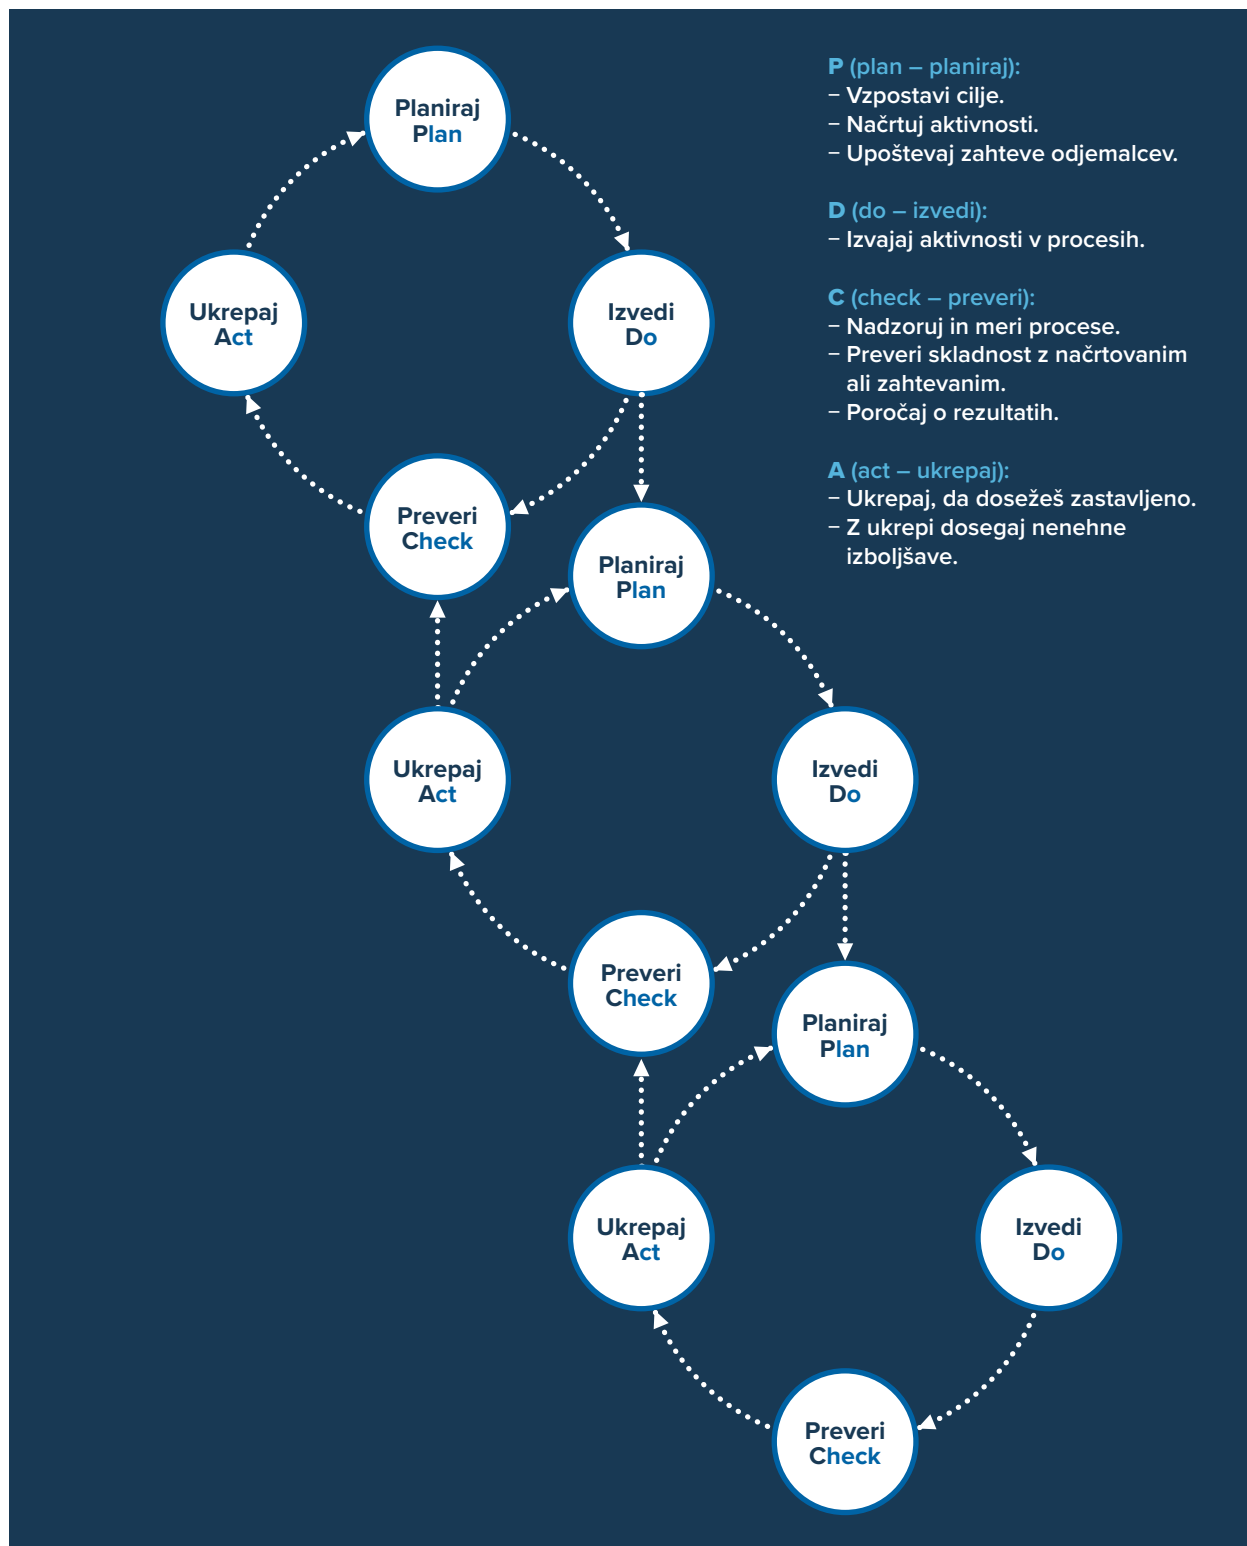 Planiraj
Plan
Ukrepaj
Act
Izvedi
Do
Preveri
Check
Planiraj
Plan
Ukrepaj
Act
Izvedi
Do
Preveri
Check
Planiraj
Plan
Ukrepaj
Act
Izvedi
Do
Preveri
Check
P (plan – planiraj):
– Vzpostavi cilje.
– Načrtuj aktivnosti.
– Upoštevaj zahteve odjemalcev.
D (do – izvedi):
– Izvajaj aktivnosti v procesih.
C (check – preveri):
– Nadzoruj in meri procese.
– Preveri skladnost z načrtovanim
ali zahtevanim.
– Poročaj o rezultatih.
A (act – ukrepaj):
– Ukrepaj, da dosežeš zastavljeno.
– Z ukrepi dosegaj nenehne
izboljšave.